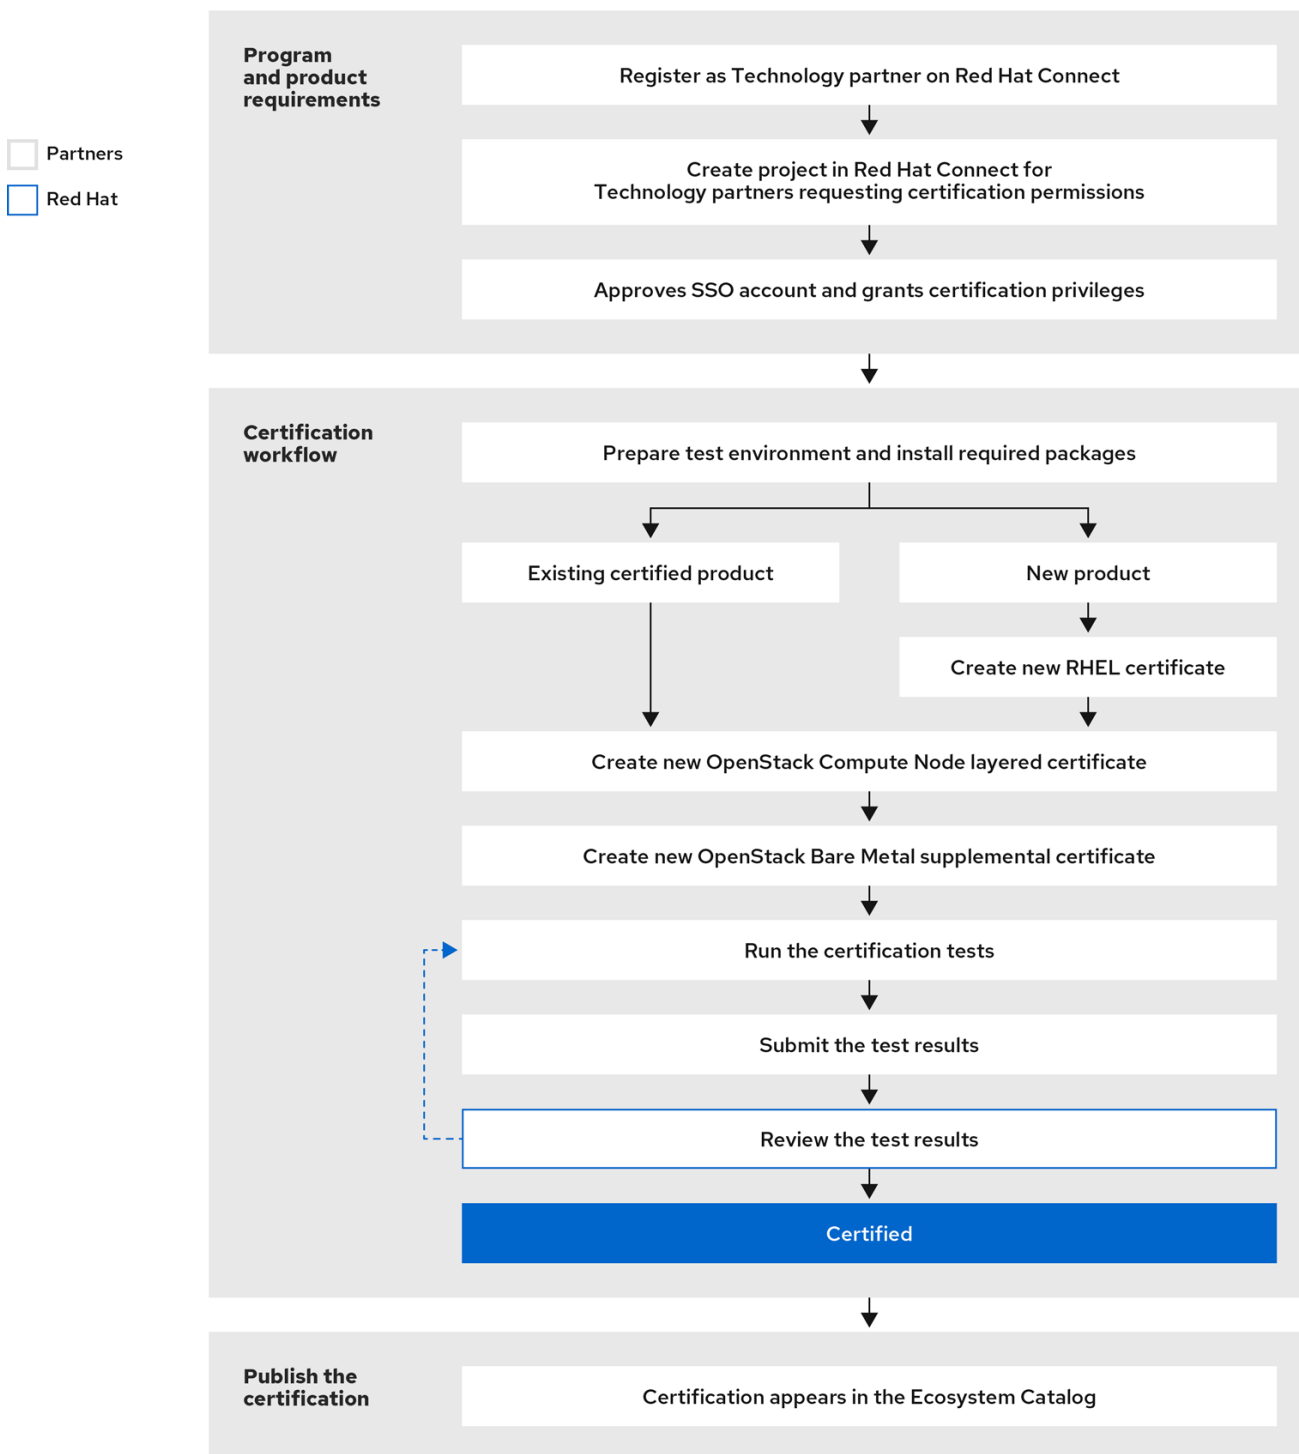 Program
and product
requirements
Register as Technology partner on Red Hat Connect
Partners
Red Hat
Create project in Red Hat Connect for
Technology partners requesting certification permissions
Approves SSO account and grants certification privileges
Certification
workflow
Prepare test environment and install required packages
Existing certified product
New product
Create new RHEL certificate
Create new OpenStack Compute Node layered certificate
Create new OpenStack Bare Metal supplemental certificate
Run the certification tests
Submit the test results
Review the test results
Certified
Publish the
certification
Certification appears in the Ecosystem Catalog